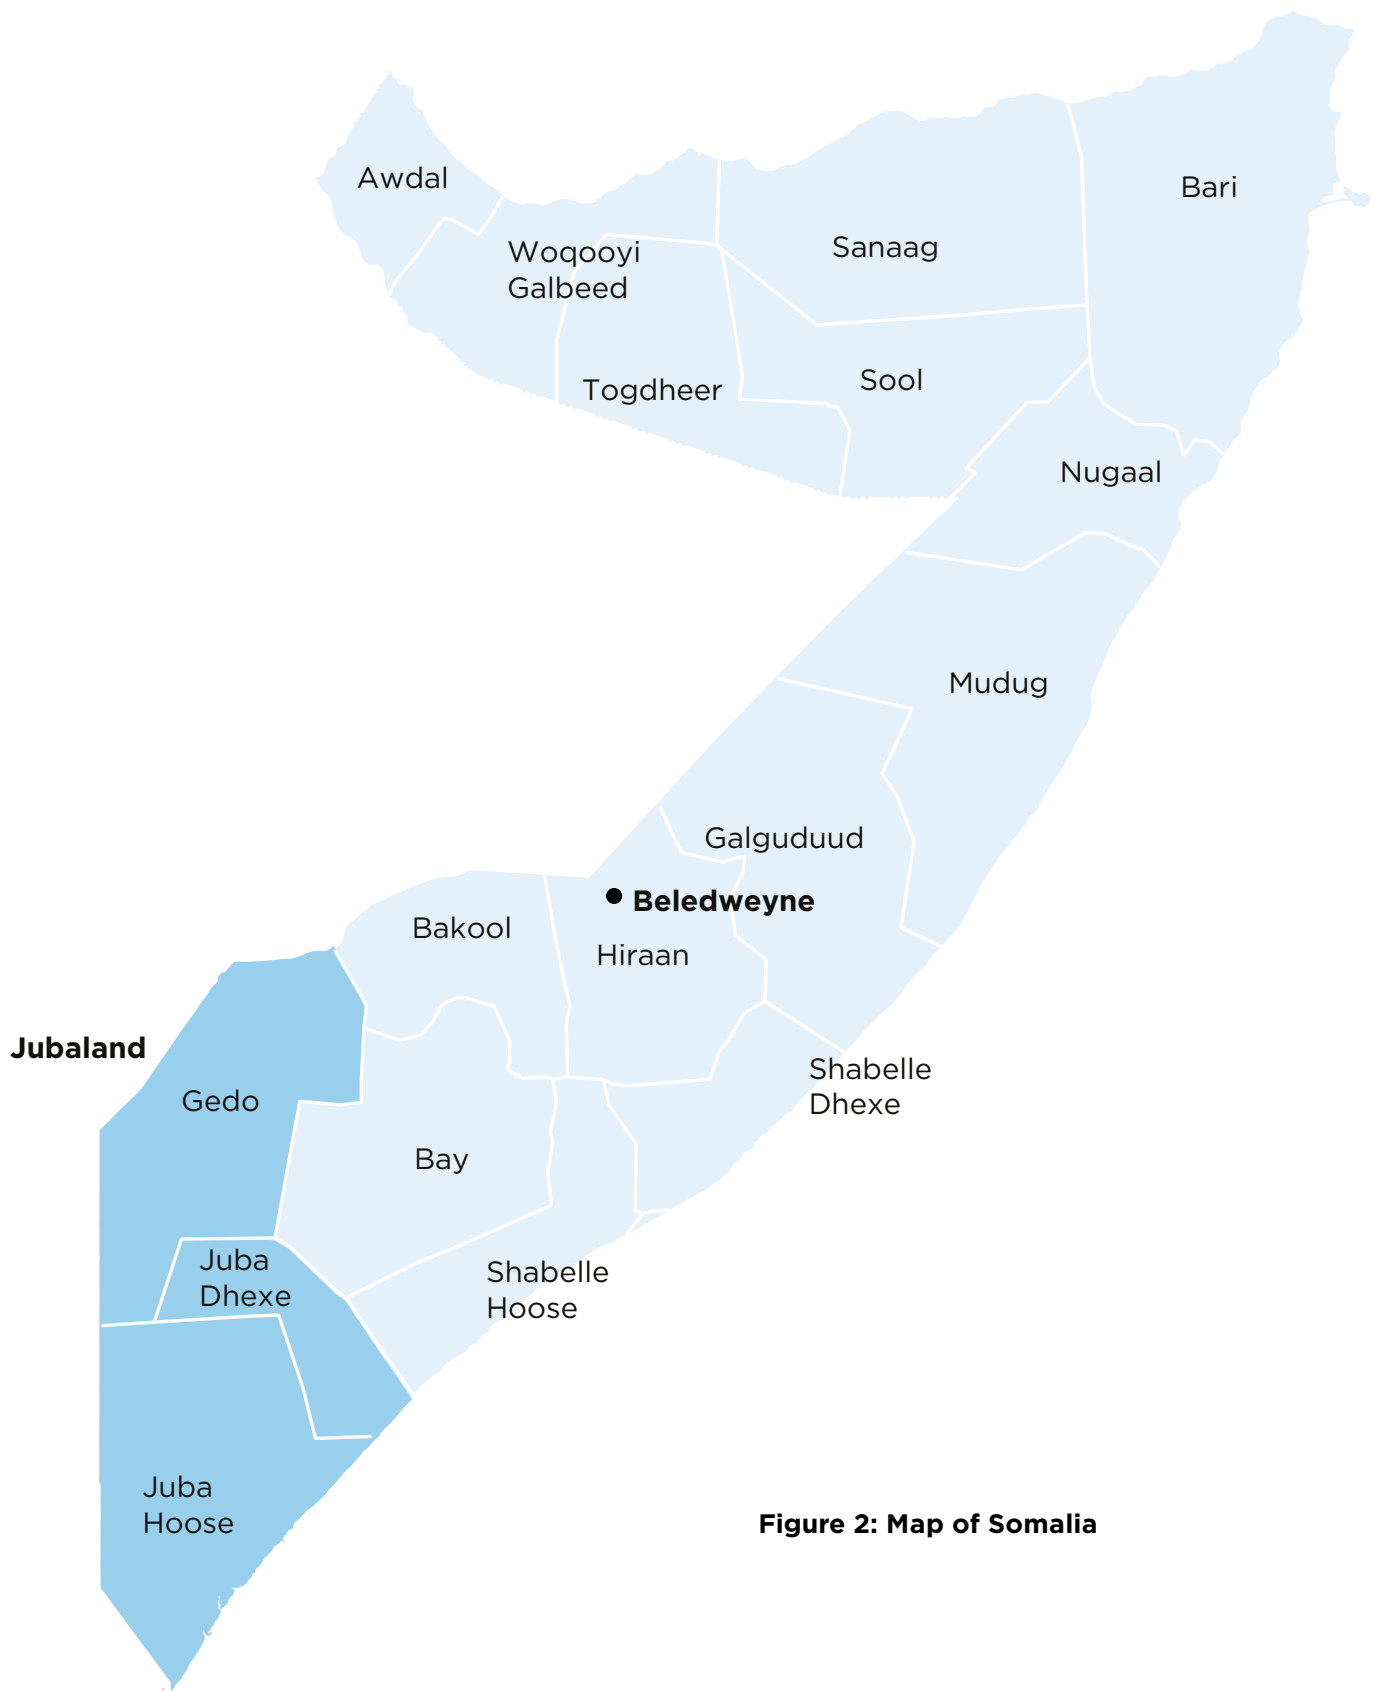 Awdal
Bari
Woqooyi
Galbeed
Sanaag
Togdheer
Sool
Nugaal
Mudug
Galguduud
Beledweyne
Bakool
Hiraan
Jubaland
Gedo
Shabelle
Dhexe
Bay
Juba
Dhexe
Shabelle
Hoose
Juba
Hoose
Figure 2: Map of Somalia